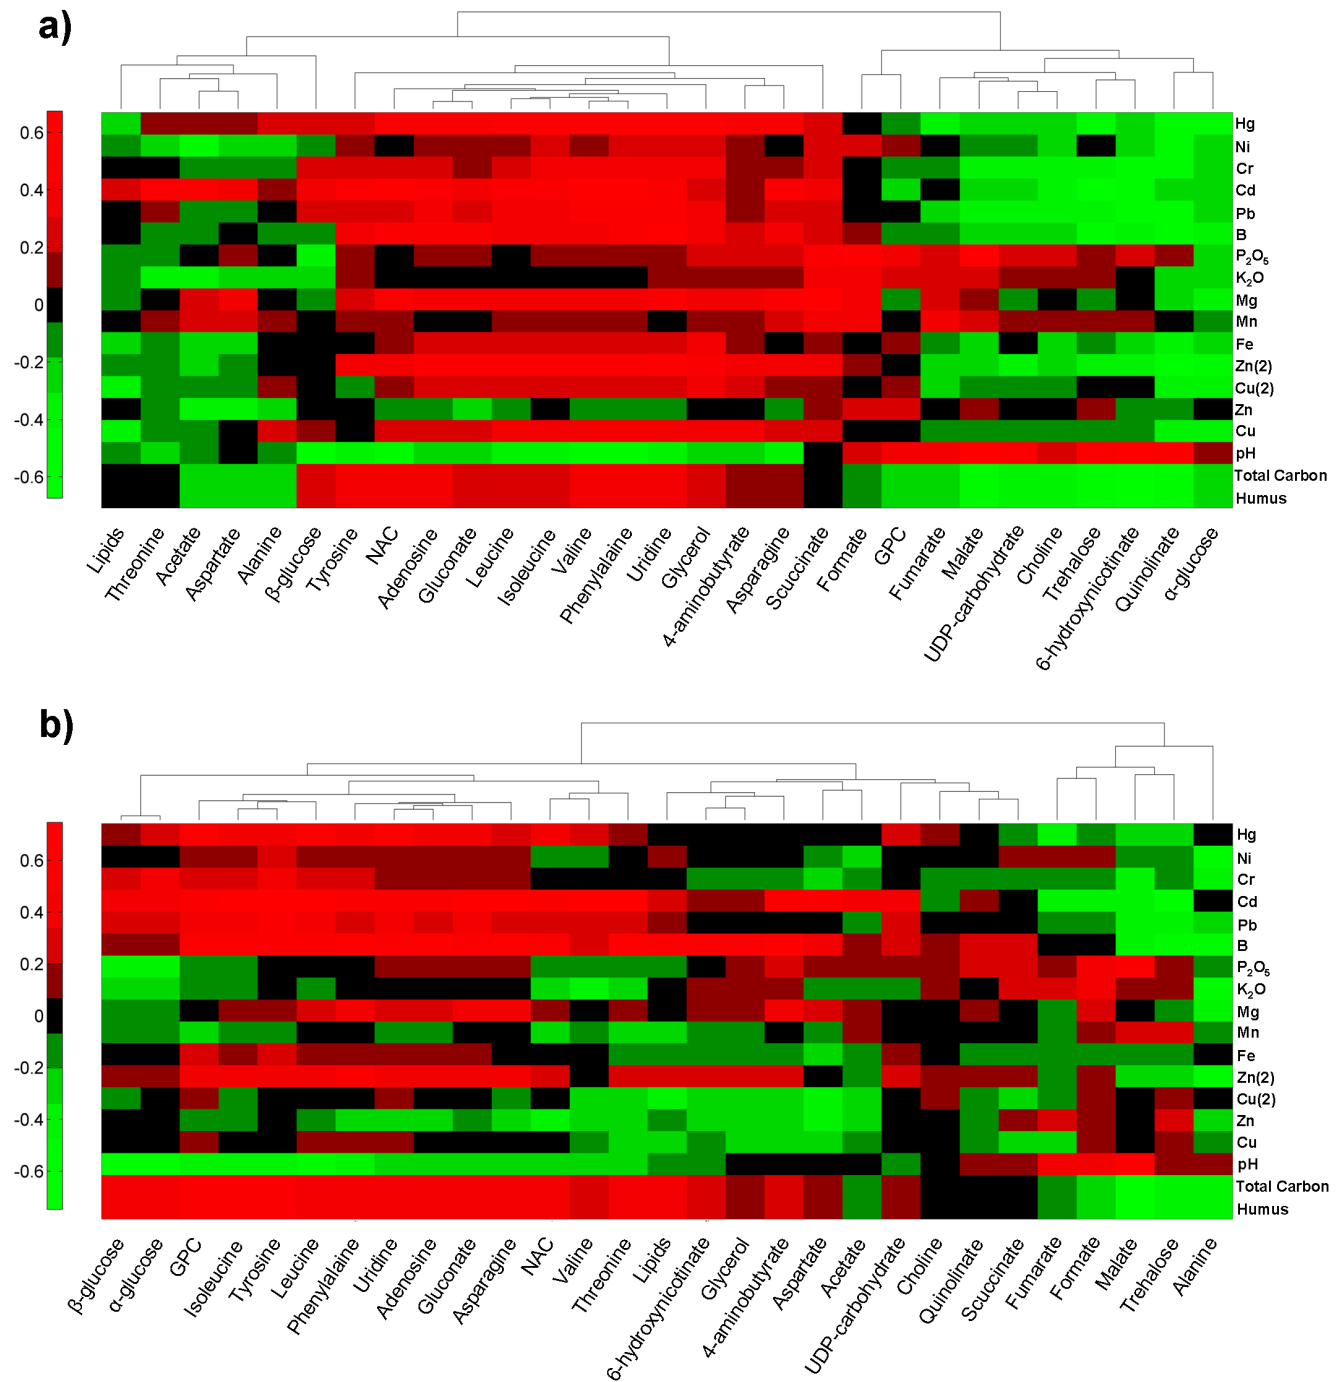 a)
0.6
0.4
0.2
0
-0.2
-0.4
-0.6
Hg
Ni
Cr
Cd
Pb
B
P2O5
K2O
Mg
Mn
Fe
Zn(2)
Cu(2)
Zn
Cu
pH
Total Carbon
Humus
Lipids
Threonine
Acetate
Aspartate
Alanine
β-glucose
Tyrosine
NAC
Adenosine
Gluconate
Leucine
Isoleucine
Valine
Phenylalaine
Uridine
Glycerol
4-aminobutyrate
Asparagine
Scuccinate
Formate
GPC
Fumarate
Malate
UDP-carbohydrate
Choline
Trehalose
6-hydroxynicotinate
Quinolinate
α-glucose
b)
0.6
0.4
0.2
0
-0.2
-0.4
-0.6
Hg
Ni
Cr
Cd
Pb
B
P2O5
K2O
Mg
Mn
Fe
Zn(2)
Cu(2)
Zn
Cu
pH
Total Carbon
Humus
β-glucose
α-glucose
GPC
Isoleucine
Tyrosine
Leucine
Phenylalaine
Uridine
Adenosine
Gluconate
Asparagine
NAC
Valine
Threonine
Lipids
6-hydroxynicotinate
Glycerol
4-aminobutyrate
Aspartate
Acetate
UDP-carbohydrate
Choline
Quinolinate
Scuccinate
Fumarate
Formate
Malate
Trehalose
Alanine